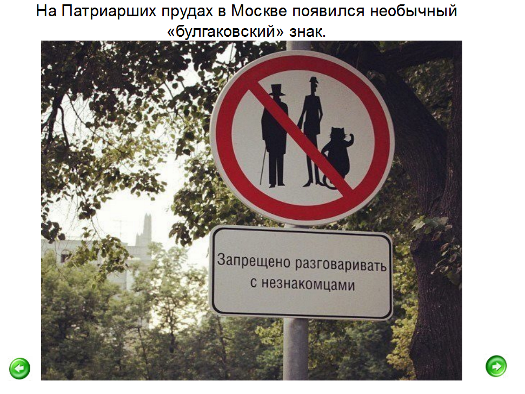 На Патриарших прудах в Москве появился необычный
«булгаковский» знак.
Запрещено разговаривать
с незнакомцами